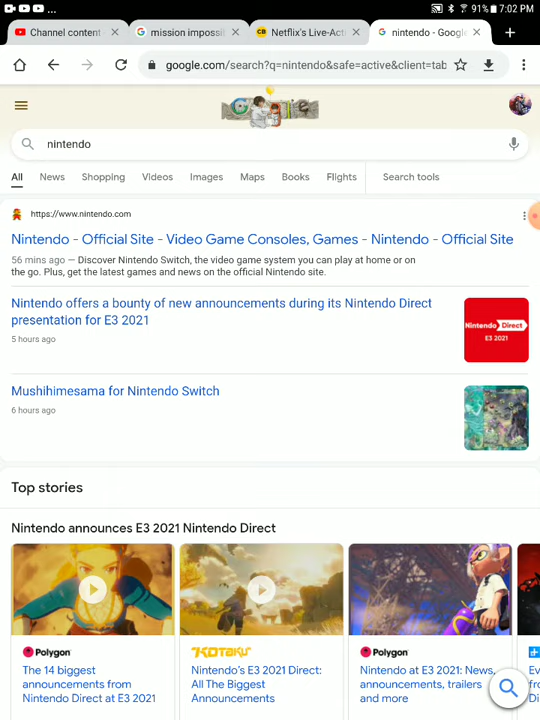 ... 91% 7:02 PM
Channel content
mission impossi
CB Netflix's Live-Acti
nintendo - Google
google.com/search?q=nintendo&safe=active&client=tab
nintendo
All News Shopping Videos Images Maps Books Flights Search tools
https://www.nintendo.com
Nintendo - Official Site - Video Game Consoles, Games - Nintendo - Official Site
56 mins ago — Discover Nintendo Switch, the video game system you can play at home or on
the go. Plus, get the latest games and news on the official Nintendo site.
Nintendo offers a bounty of new announcements during its Nintendo Direct
presentation for E3 2021
5 hours ago
Nintendo Direct
E3 2021
Mushihimesama for Nintendo Switch
6 hours ago
Top stories
Nintendo announces E3 2021 Nintendo Direct
Polygon
The 14 biggest
announcements from
Nintendo Direct at E3 2021
KOTAKU
Nintendo's E3 2021 Direct:
All The Biggest
Announcements
Polygon
Nintendo at E3 2021: News,
announcements, trailers
and more